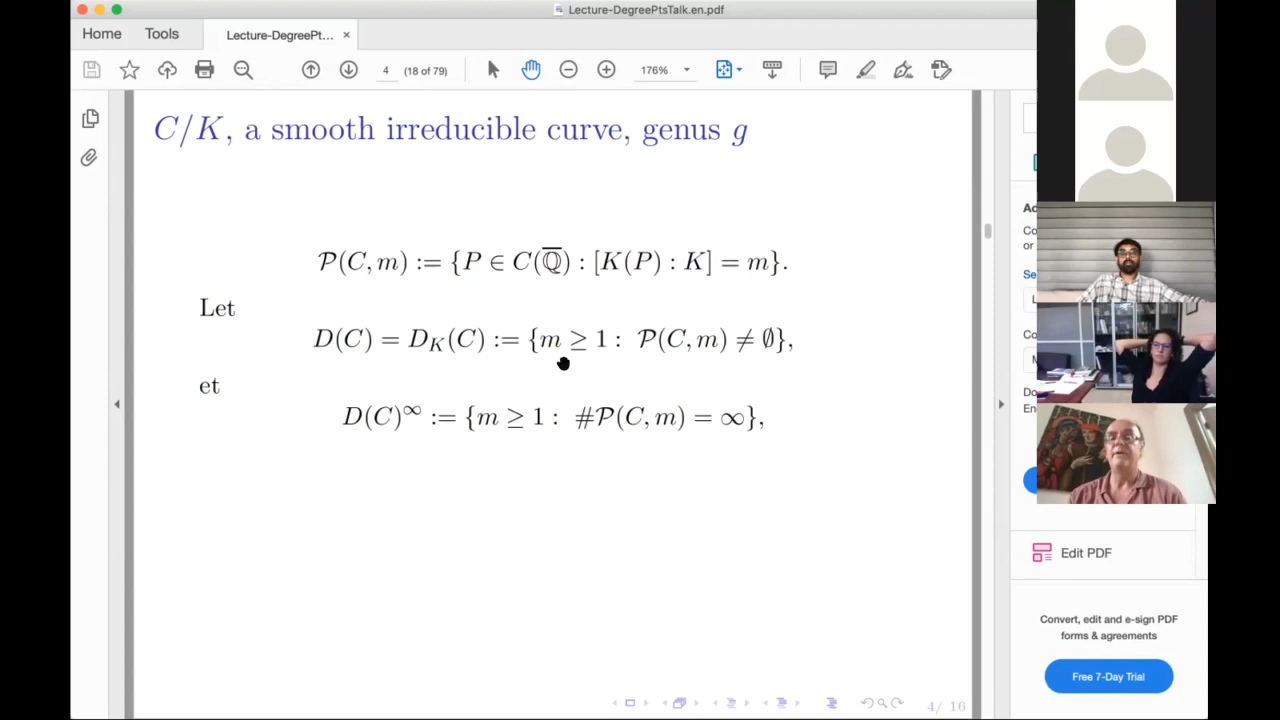 Lecture-DegreePtsTalk.en.pdf
Home Tools Lecture-DegreePt... ×
4 (18 of 79) 176%
C/K, a smooth irreducible curve, genus g
𝒫(C, m) := {P ∈ C(ℚ̅) : [K(P) : K] = m}.
Let
D(C) = D_K(C) := {m ≥ 1 : 𝒫(C, m) ≠ ∅},
et
D(C)^∞ := {m ≥ 1 : #𝒫(C, m) = ∞},
4/ 16
Edit PDF
Convert, edit and e-sign PDF
forms & agreements
Free 7-Day Trial